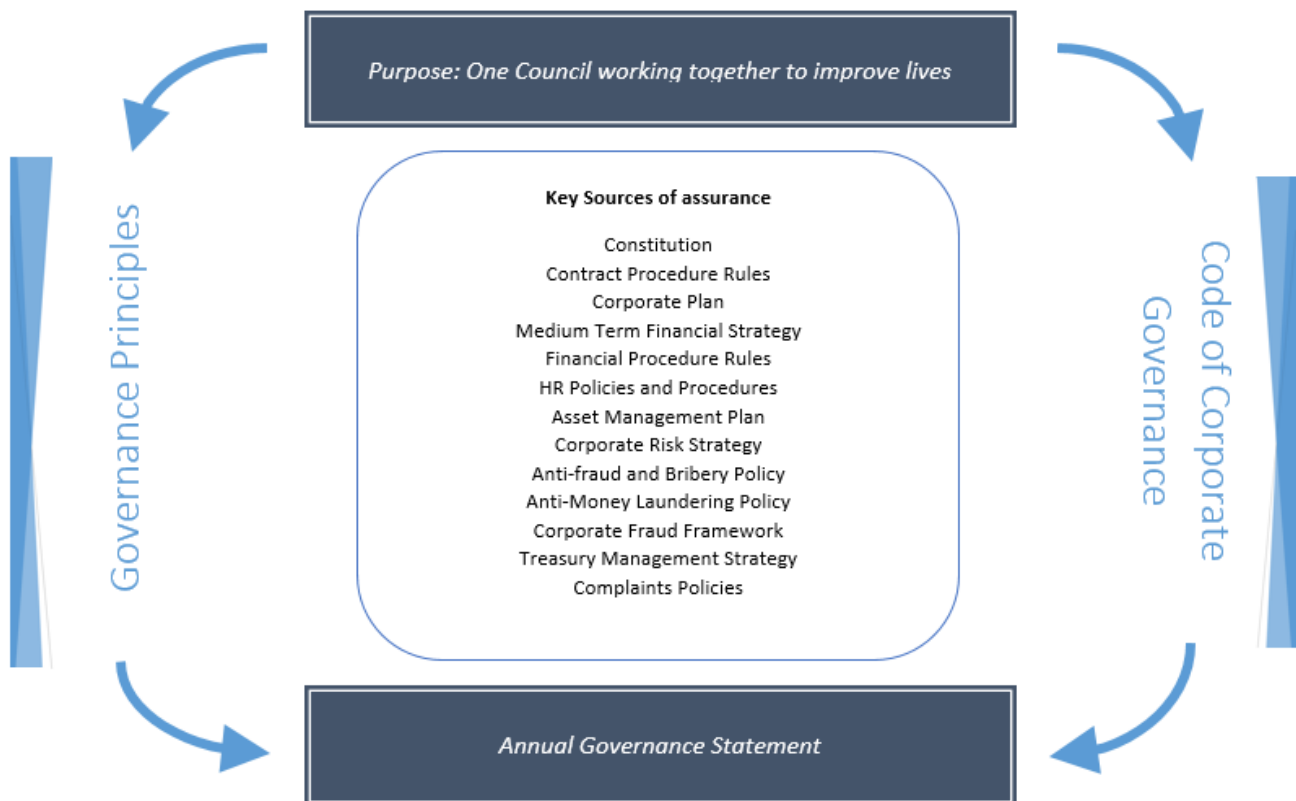 Purpose: One Council working together to improve lives
Governance Principles
Key Sources of assurance
Constitution
Contract Procedure Rules
Corporate Plan
Medium Term Financial Strategy
Financial Procedure Rules
HR Policies and Procedures
Asset Management Plan
Corporate Risk Strategy
Anti-fraud and Bribery Policy
Anti-Money Laundering Policy
Corporate Fraud Framework
Treasury Management Strategy
Complaints Policies
Code of Corporate
Governance
Annual Governance Statement